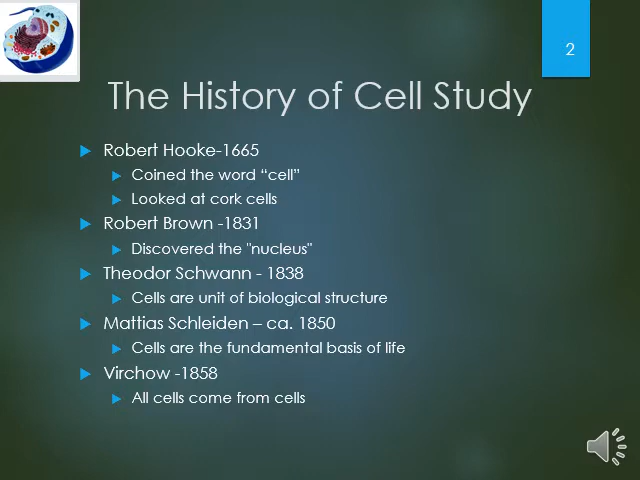 2
The History of Cell Study
Robert Hooke-1665
Coined the word “cell”
Looked at cork cells
Robert Brown -1831
Discovered the "nucleus"
Theodor Schwann - 1838
Cells are unit of biological structure
Mattias Schleiden – ca. 1850
Cells are the fundamental basis of life
Virchow -1858
All cells come from cells